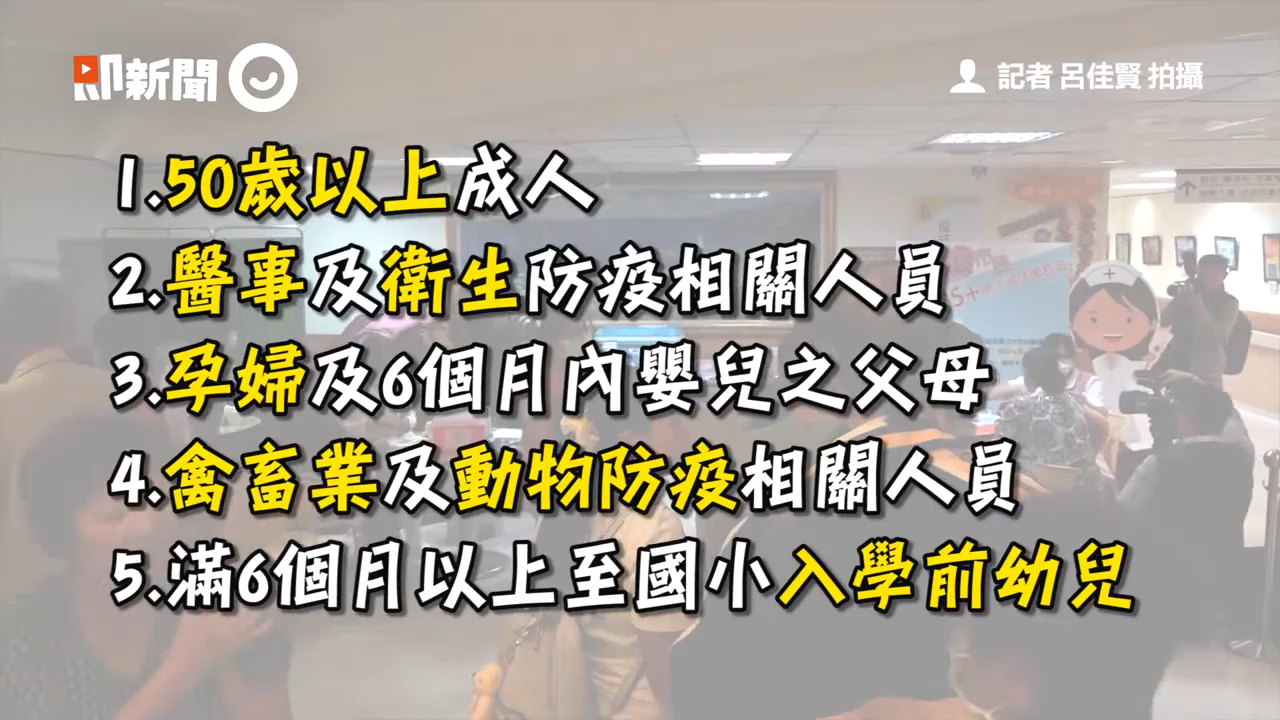 即新聞
記者 呂佳賢 拍攝
1.50歲以上成人
2.醫事及衛生防疫相關人員
3.孕婦及6個月內嬰兒之父母
4.禽畜業及動物防疫相關人員
5.滿6個月以上至國小入學前幼兒